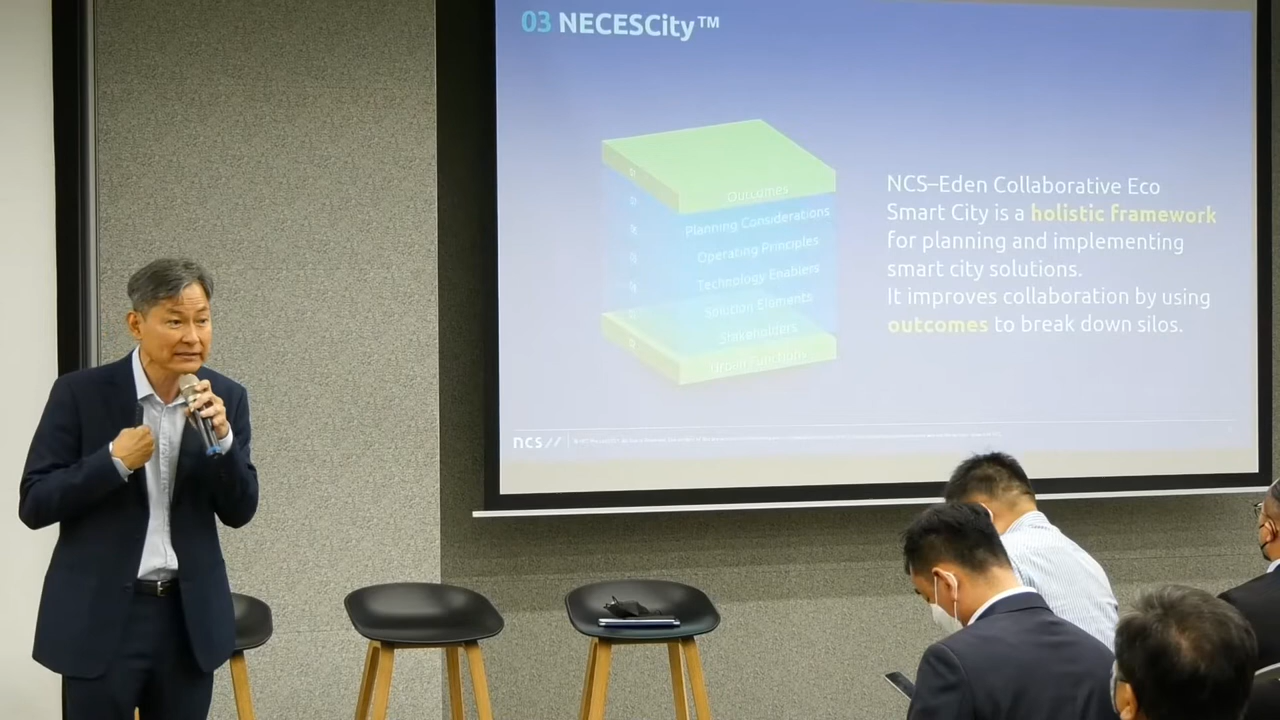 03 NECESCity™
Outcomes
Planning Considerations
Operating Principles
Technology Enablers
Solution Elements
Stakeholders
Urban Functions
NCS–Eden Collaborative Eco
Smart City is a holistic framework
for planning and implementing
smart city solutions.
It improves collaboration by using
outcomes to break down silos.
ncs//